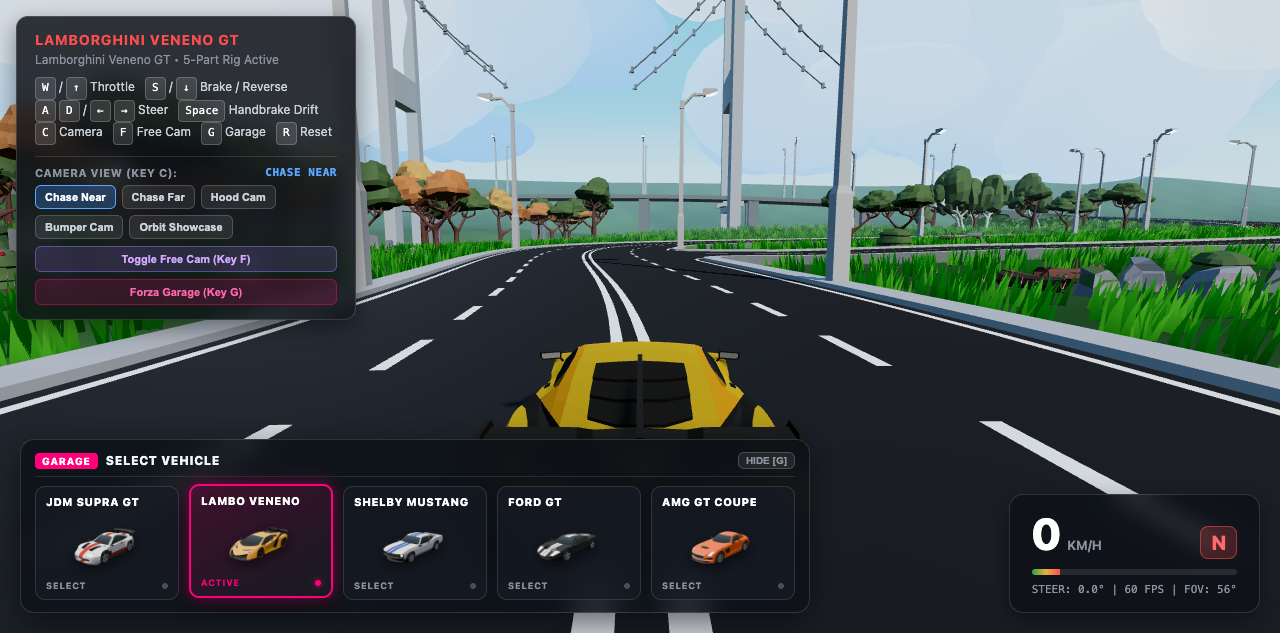 LAMBORGHINI VENENO GT
Lamborghini Veneno GT • 5-Part Rig Active
W / ↑ Throttle S / ↓ Brake / Reverse
A D / ← → Steer Space Handbrake Drift
C Camera F Free Cam G Garage R Reset
CAMERA VIEW (KEY C): CHASE NEAR
Chase Near Chase Far Hood Cam
Bumper Cam Orbit Showcase
Toggle Free Cam (Key F)
Forza Garage (Key G)
GARAGE SELECT VEHICLE HIDE [G]
JDM SUPRA GT LAMBO VENENO SHELBY MUSTANG FORD GT AMG GT COUPE
SELECT ACTIVE SELECT SELECT SELECT
0 KM/H N
STEER: 0.0° | 60 FPS | FOV: 56°